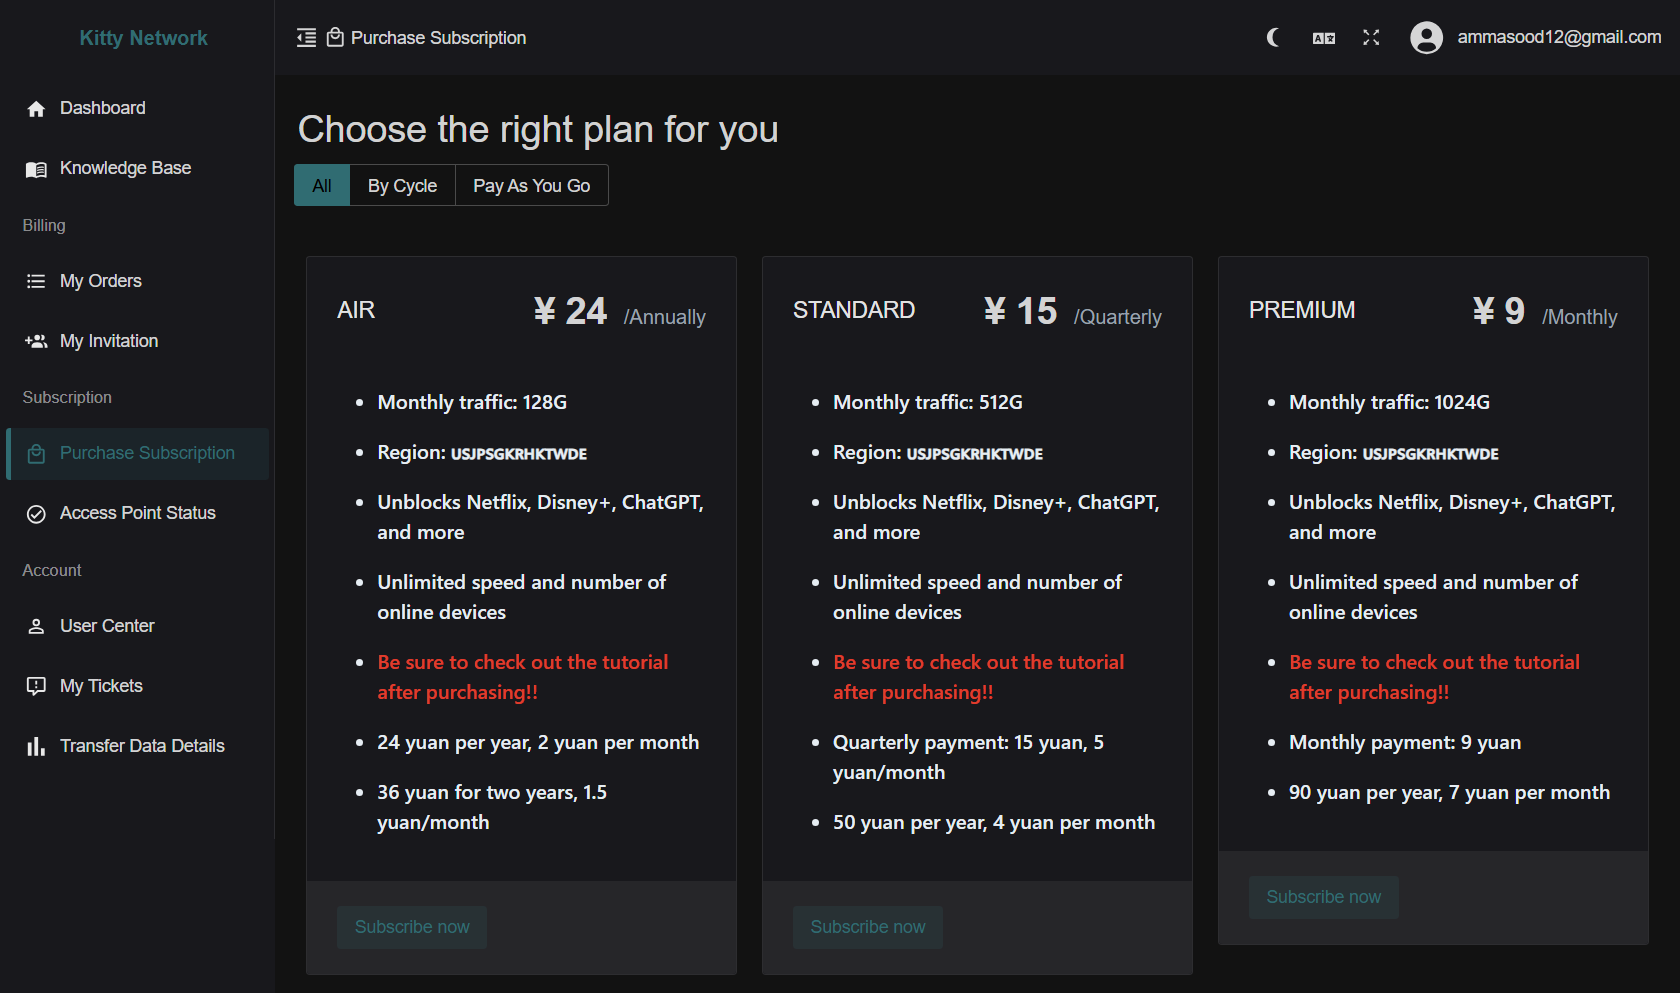 Kitty Network
Purchase Subscription
ammasood12@gmail.com
Dashboard
Knowledge Base
Billing
My Orders
My Invitation
Subscription
Purchase Subscription
Access Point Status
Account
User Center
My Tickets
Transfer Data Details
Choose the right plan for you
All
By Cycle
Pay As You Go
AIR
¥ 24 /Annually
Monthly traffic: 128G
Region: USJPSGKRHKTWDE
Unblocks Netflix, Disney+, ChatGPT,
and more
Unlimited speed and number of
online devices
Be sure to check out the tutorial
after purchasing!!
24 yuan per year, 2 yuan per month
36 yuan for two years, 1.5
yuan/month
Subscribe now
STANDARD
¥ 15 /Quarterly
Monthly traffic: 512G
Region: USJPSGKRHKTWDE
Unblocks Netflix, Disney+, ChatGPT,
and more
Unlimited speed and number of
online devices
Be sure to check out the tutorial
after purchasing!!
Quarterly payment: 15 yuan, 5
yuan/month
50 yuan per year, 4 yuan per month
Subscribe now
PREMIUM
¥ 9 /Monthly
Monthly traffic: 1024G
Region: USJPSGKRHKTWDE
Unblocks Netflix, Disney+, ChatGPT,
and more
Unlimited speed and number of
online devices
Be sure to check out the tutorial
after purchasing!!
Monthly payment: 9 yuan
90 yuan per year, 7 yuan per month
Subscribe now